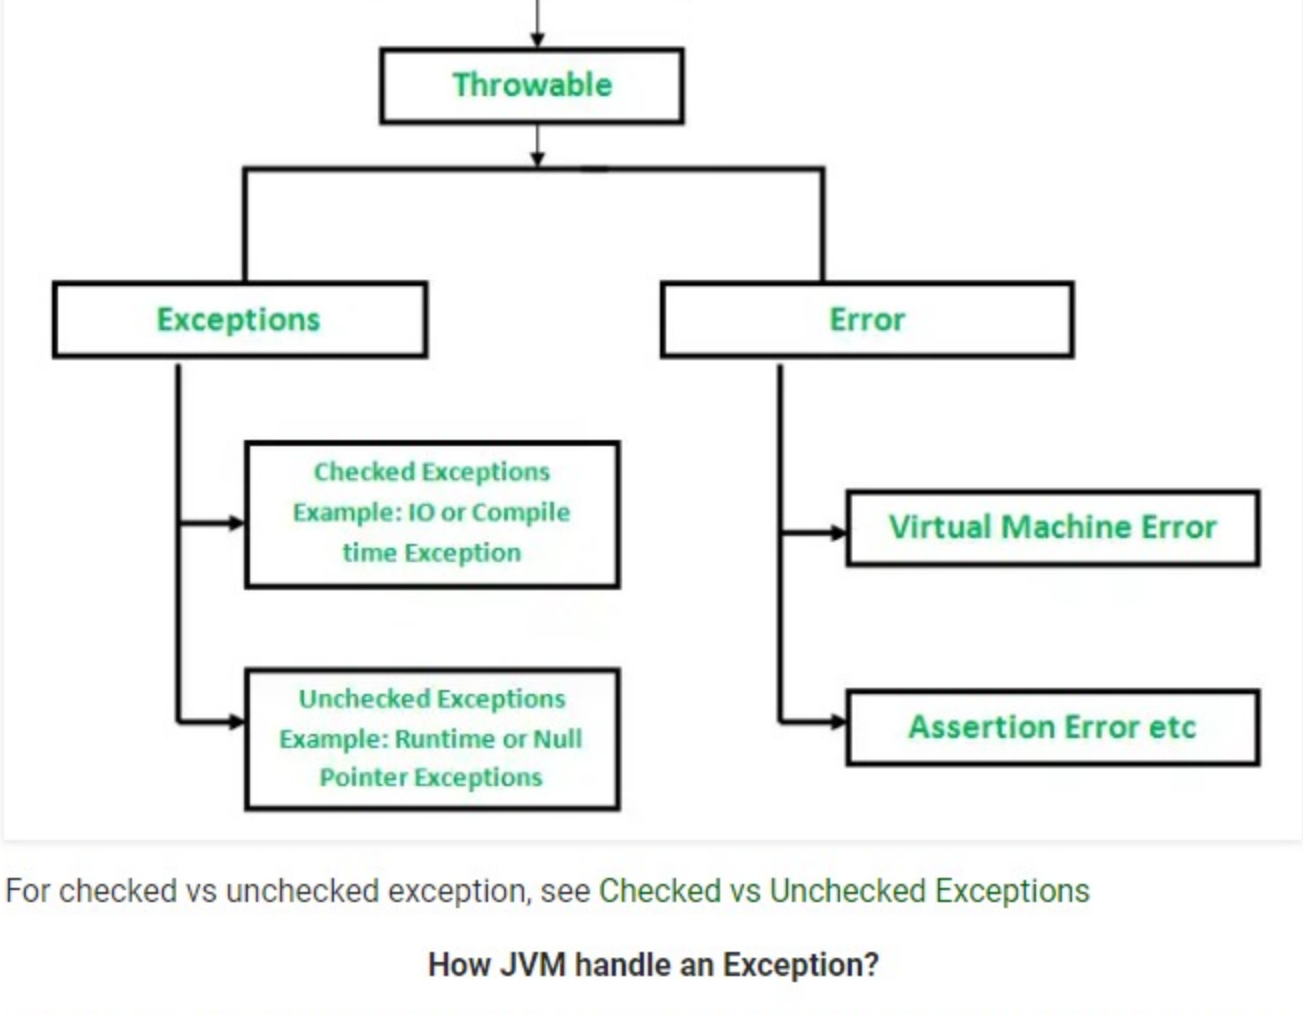 Throwable
Exceptions
Error
Checked Exceptions
Example: IO or Compile
time Exception
Virtual Machine Error
Unchecked Exceptions
Example: Runtime or Null
Pointer Exceptions
Assertion Error etc
For checked vs unchecked exception, see Checked vs Unchecked Exceptions
How JVM handle an Exception?